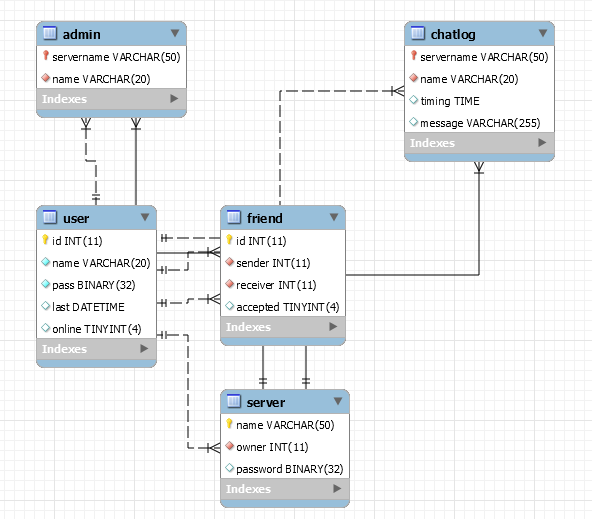 admin
servername VARCHAR(50)
name VARCHAR(20)
Indexes
chatlog
servername VARCHAR(50)
name VARCHAR(20)
timing TIME
message VARCHAR(255)
Indexes
user
id INT(11)
name VARCHAR(20)
pass BINARY(32)
last DATETIME
online TINYINT(4)
Indexes
friend
id INT(11)
sender INT(11)
receiver INT(11)
accepted TINYINT(4)
Indexes
server
name VARCHAR(50)
owner INT(11)
password BINARY(32)
Indexes